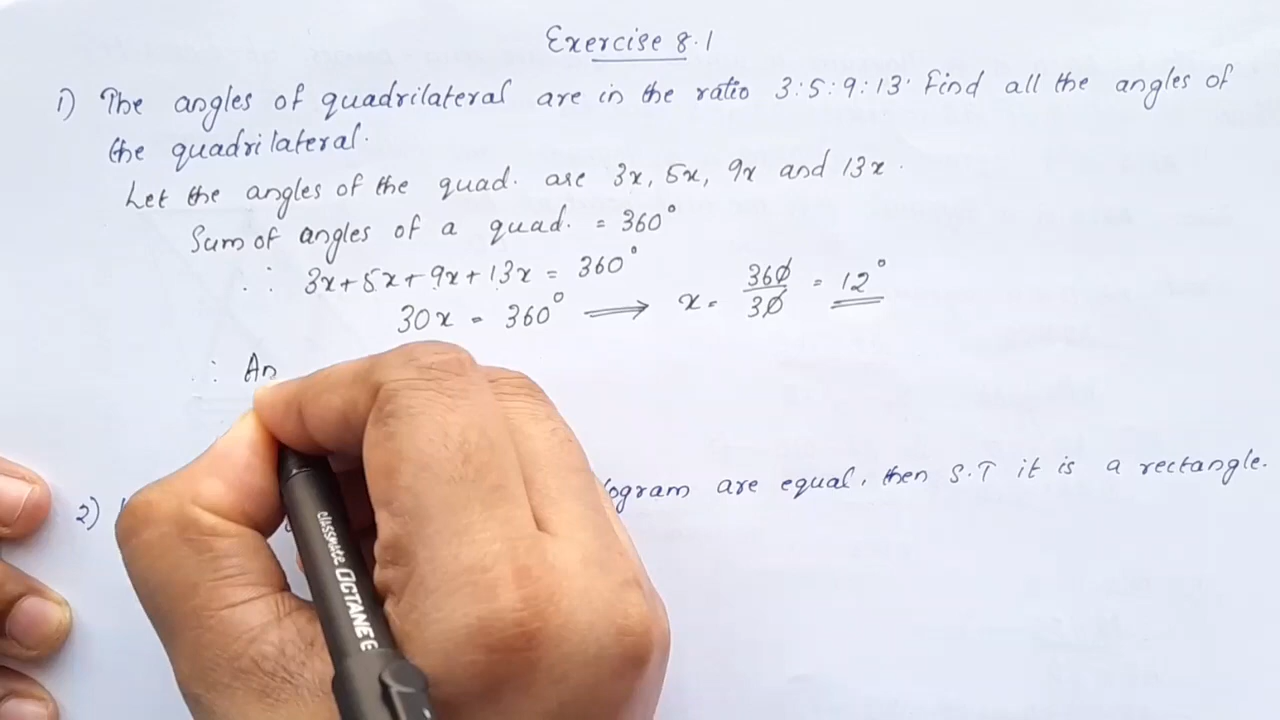 Exercise 8.1
1) The angles of quadrilateral are in the ratio 3:5:9:13. Find all the angles of
the quadrilateral.
Let the angles of the quad. are 3x, 5x, 9x and 13x.
Sum of angles of a quad. = 360°
∴ 3x+5x+9x+13x = 360°
30x = 360° ⟹ x = 360/30 = 12°
∴ An
2) logram are equal, then S.T it is a rectangle.
classmate OCTANE